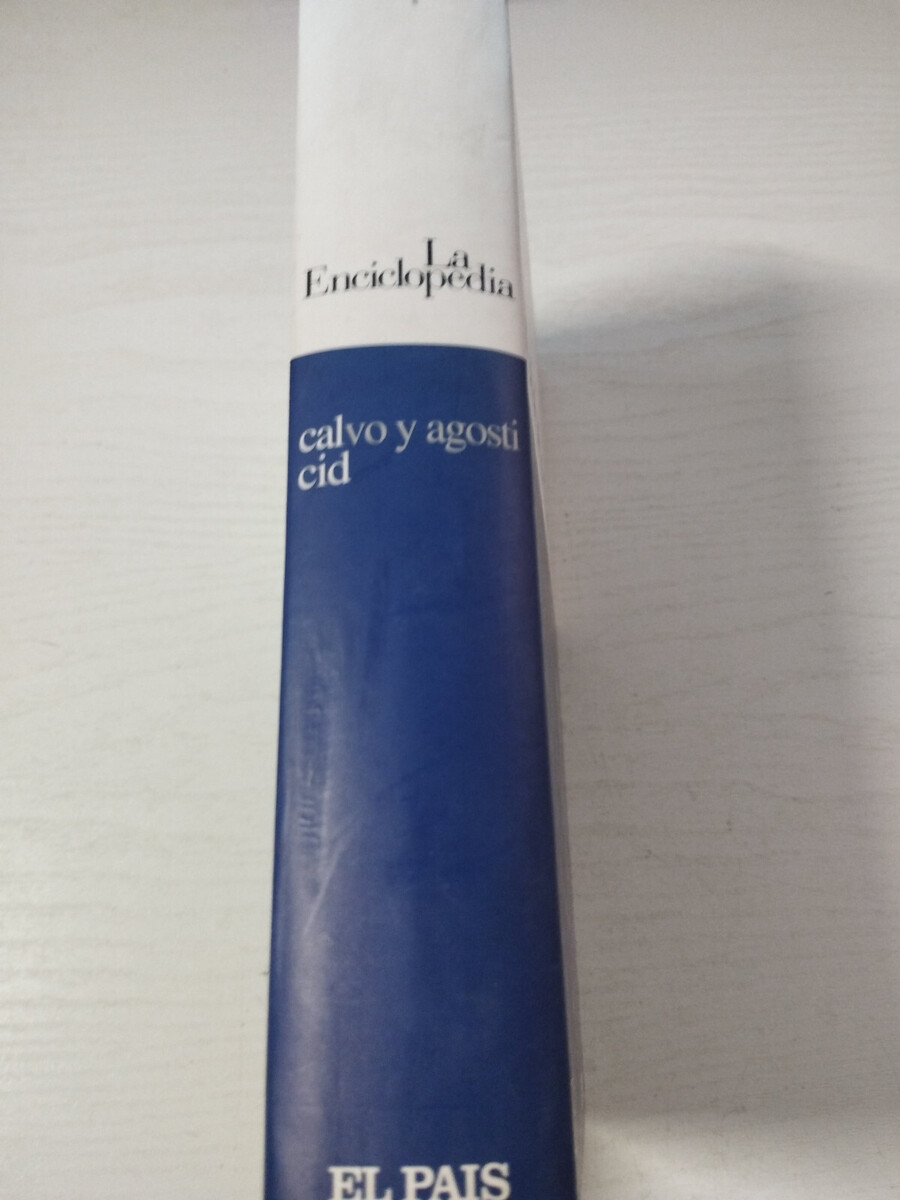 La
Enciclopedia
calvo y agosti
cid
EL PAIS